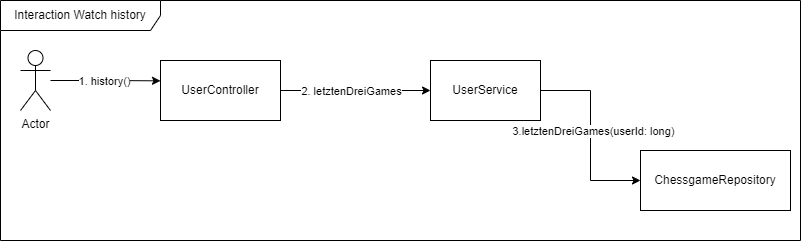 Interaction Watch history
1. history()
UserController
2. letztenDreiGames
UserService
Actor
3.letztenDreiGames(userId: long)
ChessgameRepository